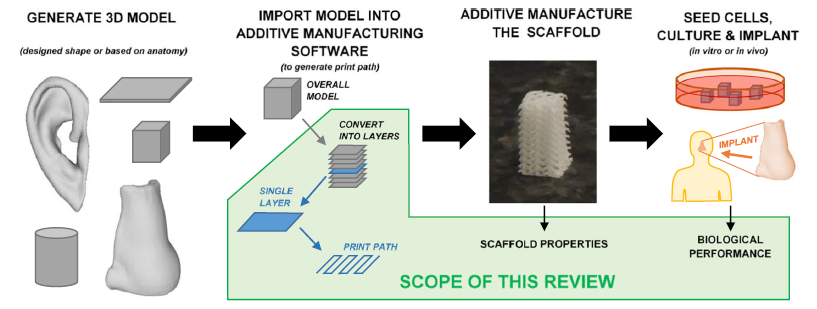 GENERATE 3D MODEL
(designed shape or based on anatomy)
IMPORT MODEL INTO
ADDITIVE MANUFACTURING
SOFTWARE
(to generate print path)
OVERALL
MODEL
CONVERT
INTO LAYERS
SINGLE
LAYER
PRINT PATH
ADDITIVE MANUFACTURE
THE SCAFFOLD
SCAFFOLD PROPERTIES
SEED CELLS,
CULTURE & IMPLANT
(in vitro or in vivo)
IMPLANT
BIOLOGICAL
PERFORMANCE
SCOPE OF THIS REVIEW